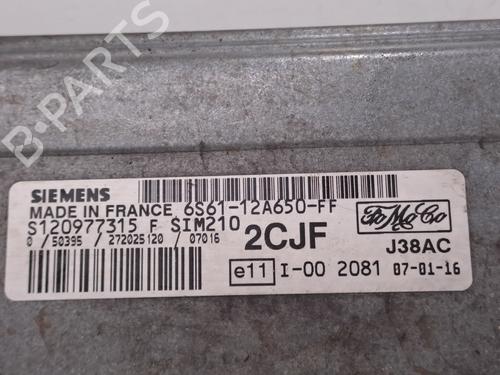 B-PARTS
SIEMENS
MADE IN FRANCE 6S61-12A650-FF
S120977315 F SIM210
0 / 50395 / 272025120 / 07016
2CJF
FoMoCo
J38AC
e11 I-00 2081 07-01-16